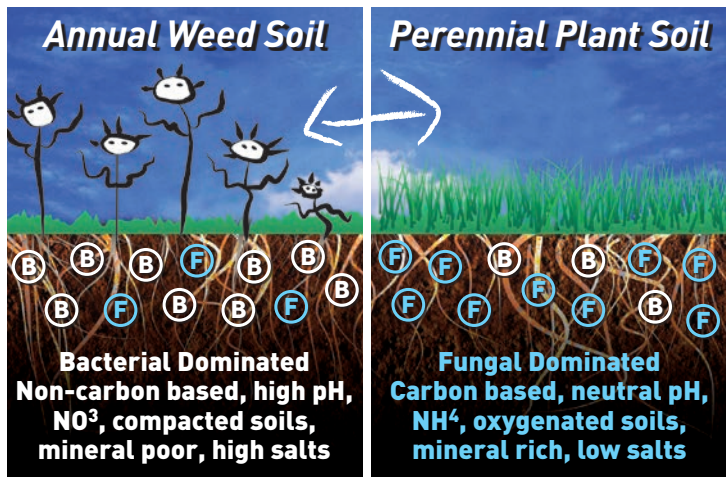 Annual Weed Soil
B B B F B B B
B F B B F
Bacterial Dominated
Non-carbon based, high pH,
NO³, compacted soils,
mineral poor, high salts
Perennial Plant Soil
F F B F B F F
F F F B F
Fungal Dominated
Carbon based, neutral pH,
NH⁴, oxygenated soils,
mineral rich, low salts